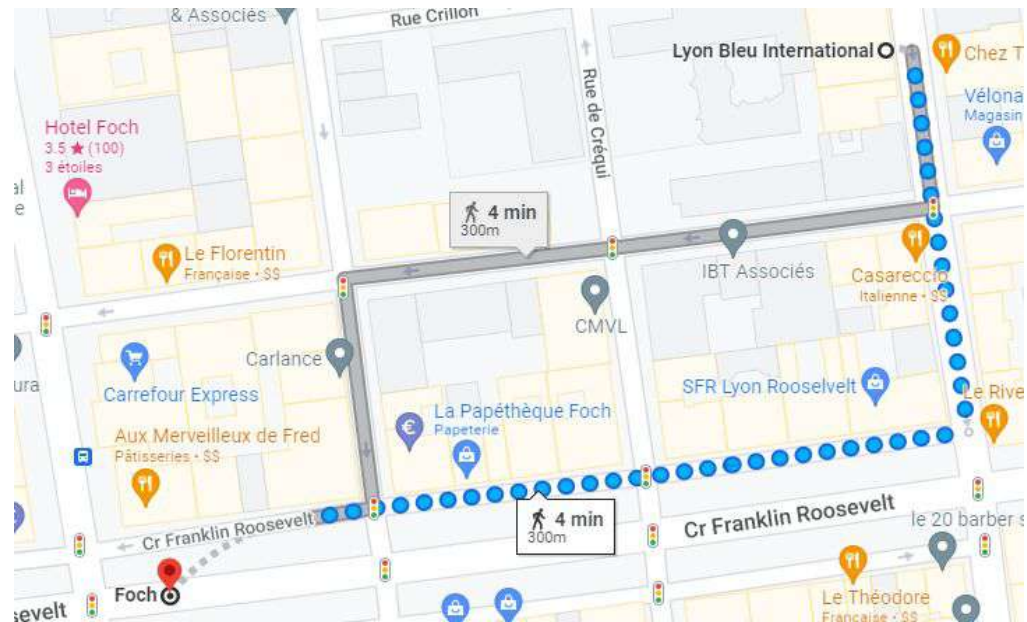 & Associés
Rue Crillon
Lyon Bleu International
Chez T
Rue de Créqui
Vélona
Magasin
Hotel Foch
3.5 ★ (100)
3 étoiles
al
e
4 min
300m
Le Florentin
Française • $$
IBT Associés
Casareccio
Italienne • $$
CMVL
Carlance
ura
Carrefour Express
SFR Lyon Rooselvelt
Le Rive
La Papéthèque Foch
Papeterie
Aux Merveilleux de Fred
Pâtisseries • $$
4 min
300m
Cr Franklin Roosevelt
Cr Franklin Roosevelt
le 20 barber s
Foch
sevelt
Le Théodore
Française • $$